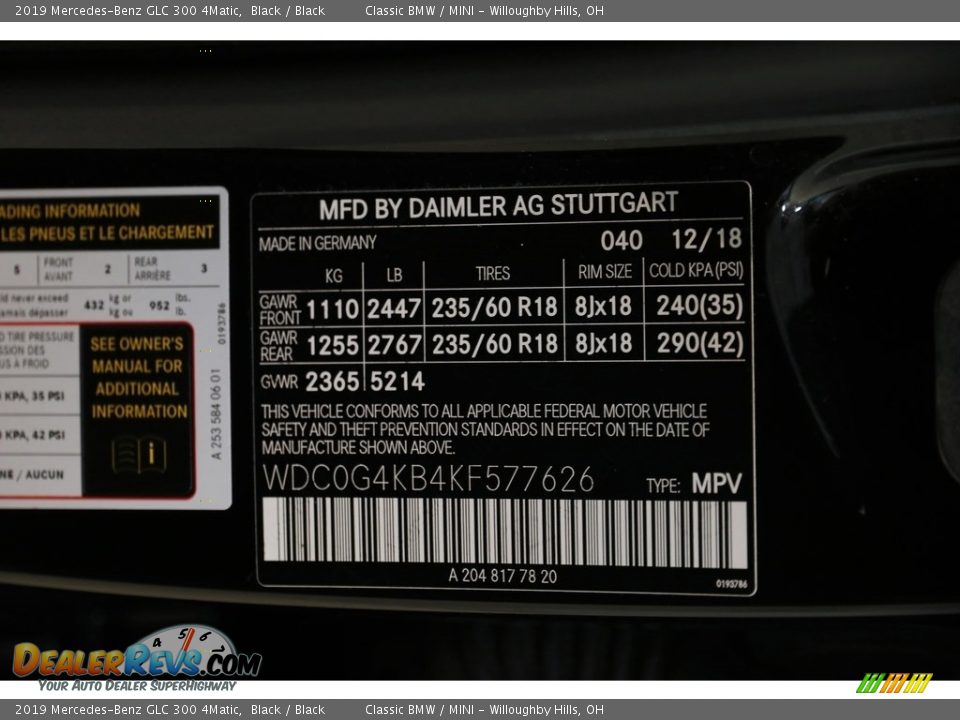 2019 Mercedes-Benz GLC 300 4Matic, Black / Black Classic BMW / MINI - Willoughby Hills, OH
ADING INFORMATION
LES PNEUS ET LE CHARGEMENT
5 FRONT AVANT 2 REAR ARRIÈRE 3
ld never exceed
amais dépasser 432 kg or kg ou 952 lbs. lb.
D TIRE PRESSURE
SSION DES
US À FROID
KPA, 35 PSI
KPA, 42 PSI
NE / AUCUN
SEE OWNER'S
MANUAL FOR
ADDITIONAL
INFORMATION
i
0193786
A 253 584 06 01
MFD BY DAIMLER AG STUTTGART
MADE IN GERMANY 040 12/18
KG LB TIRES RIM SIZE COLD KPA (PSI)
GAWR FRONT 1110 2447 235/60 R18 8Jx18 240(35)
GAWR REAR 1255 2767 235/60 R18 8Jx18 290(42)
GVWR 2365 5214
THIS VEHICLE CONFORMS TO ALL APPLICABLE FEDERAL MOTOR VEHICLE
SAFETY AND THEFT PREVENTION STANDARDS IN EFFECT ON THE DATE OF
MANUFACTURE SHOWN ABOVE.
WDC0G4KB4KF577626 TYPE: MPV
A 204 817 78 20
0193786
4 5 6
DEALERREVS.COM
YOUR AUTO DEALER SUPERHIGHWAY
2019 Mercedes-Benz GLC 300 4Matic, Black / Black Classic BMW / MINI - Willoughby Hills, OH